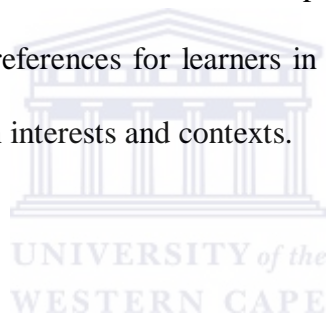 references for learners in
interests and contexts.
UNIVERSITY of the
WESTERN CAPE